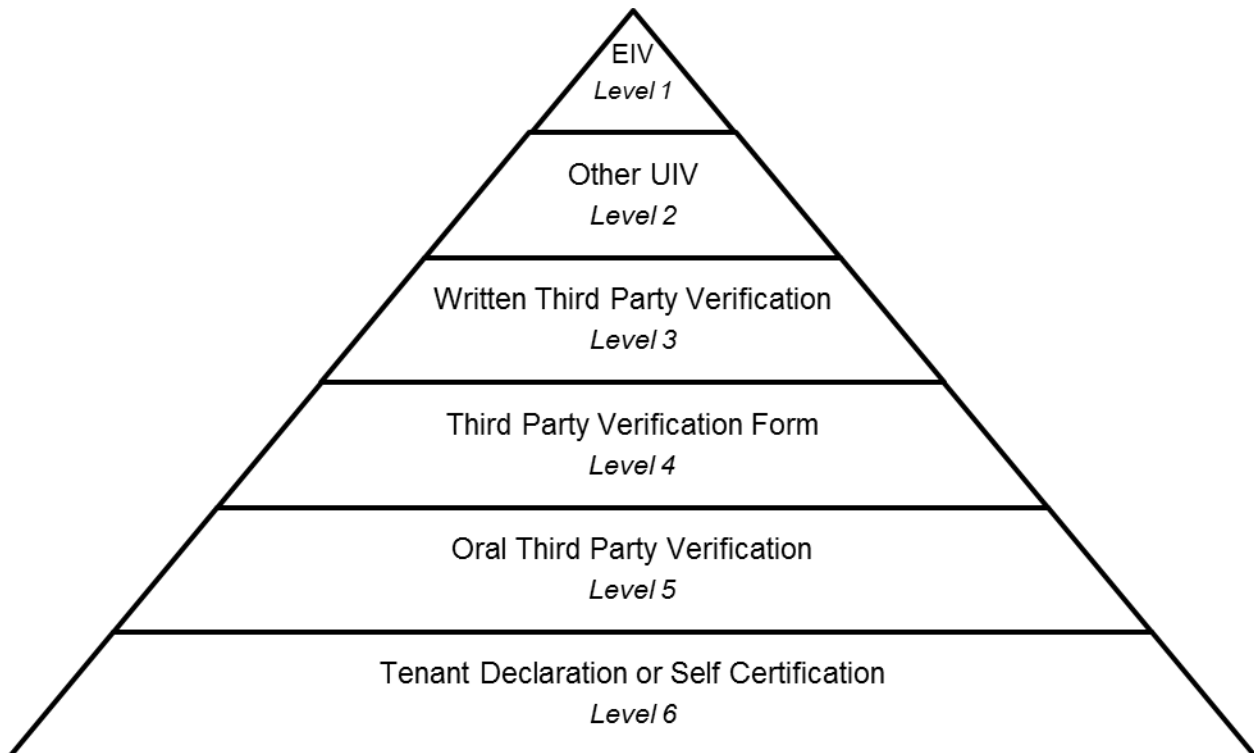 EIV
Level 1
Other UIV
Level 2
Written Third Party Verification
Level 3
Third Party Verification Form
Level 4
Oral Third Party Verification
Level 5
Tenant Declaration or Self Certification
Level 6